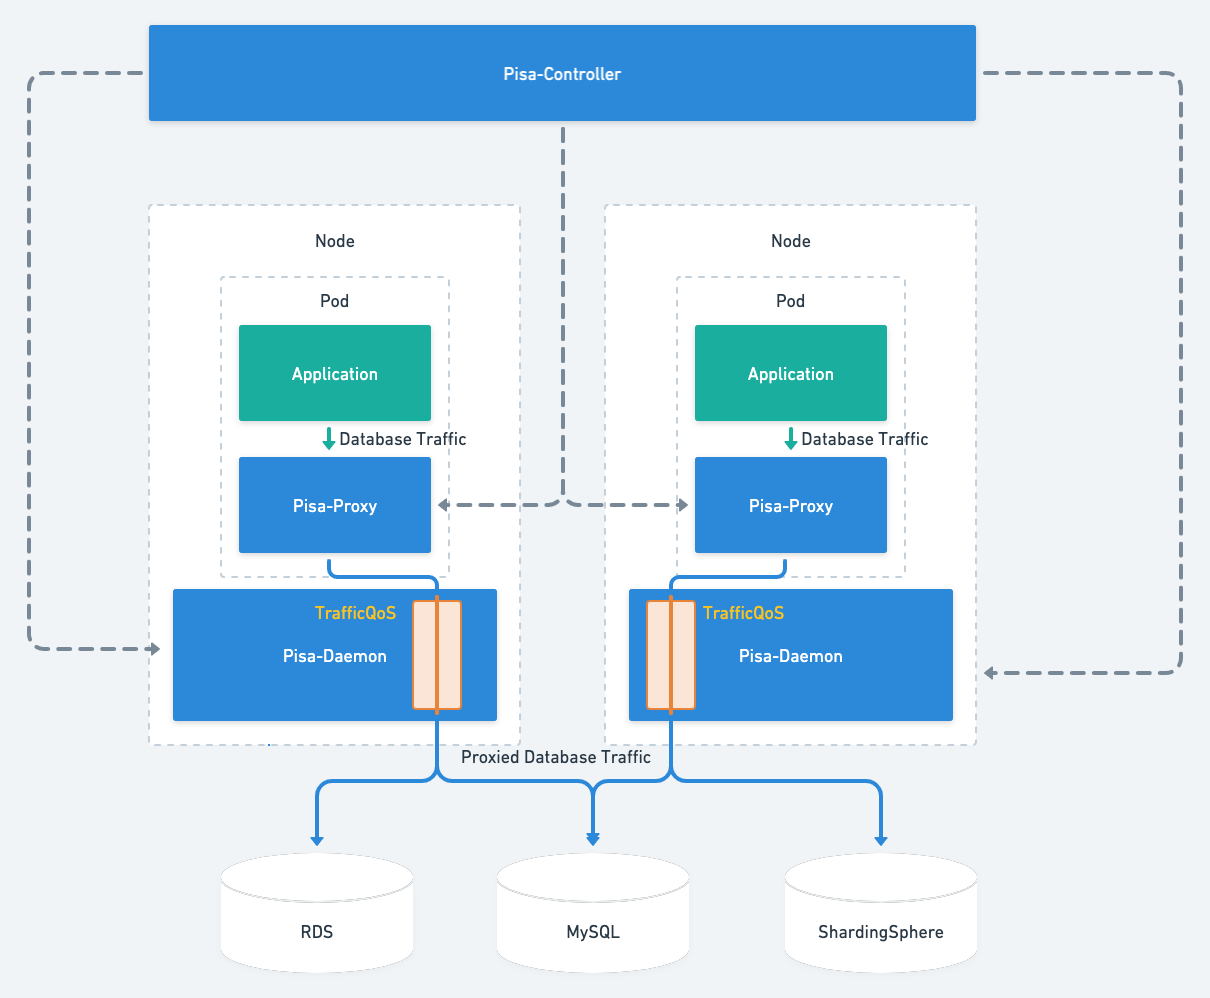 Pisa-Controller
Node
Node
Pod
Pod
Application
Application
Database Traffic
Database Traffic
Pisa-Proxy
Pisa-Proxy
TrafficQoS
TrafficQoS
Pisa-Daemon
Pisa-Daemon
Proxied Database Traffic
RDS
MySQL
ShardingSphere